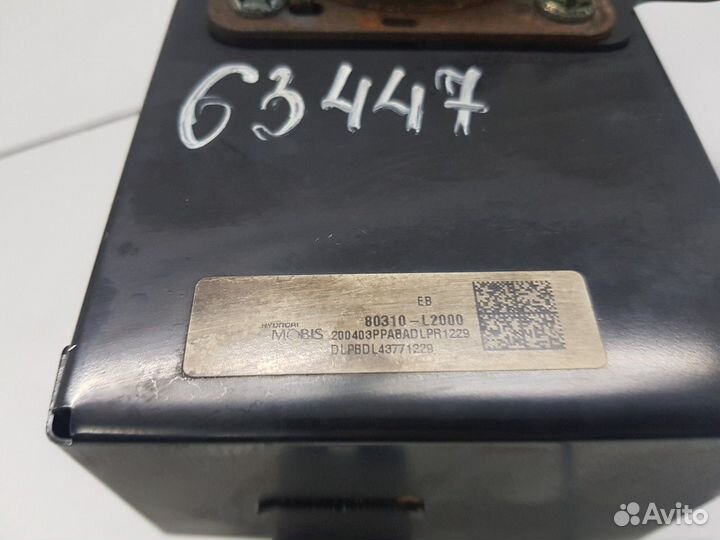 63447
EB
80310-L2000
HYUNDAI
MOBIS
200403PPABADLPR1229
DLPBDL43771229
Avito